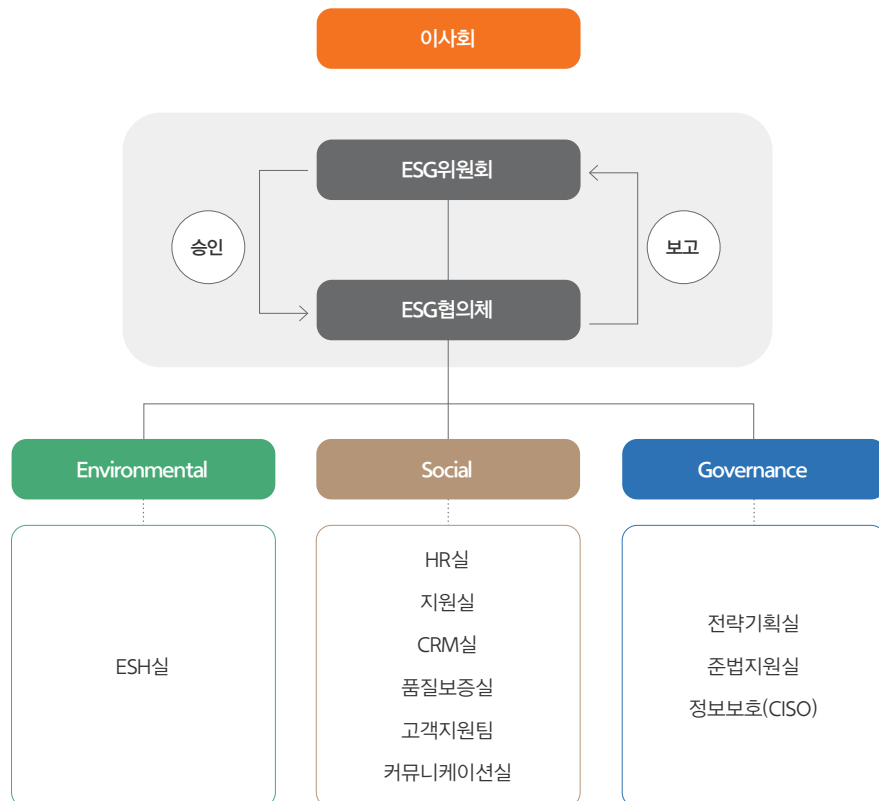 이사회
ESG위원회
승인
보고
ESG협의체
Environmental
Social
Governance
ESH실
HR실
지원실
CRM실
품질보증실
고객지원팀
커뮤니케이션실
전략기획실
준법지원실
정보보호(CISO)